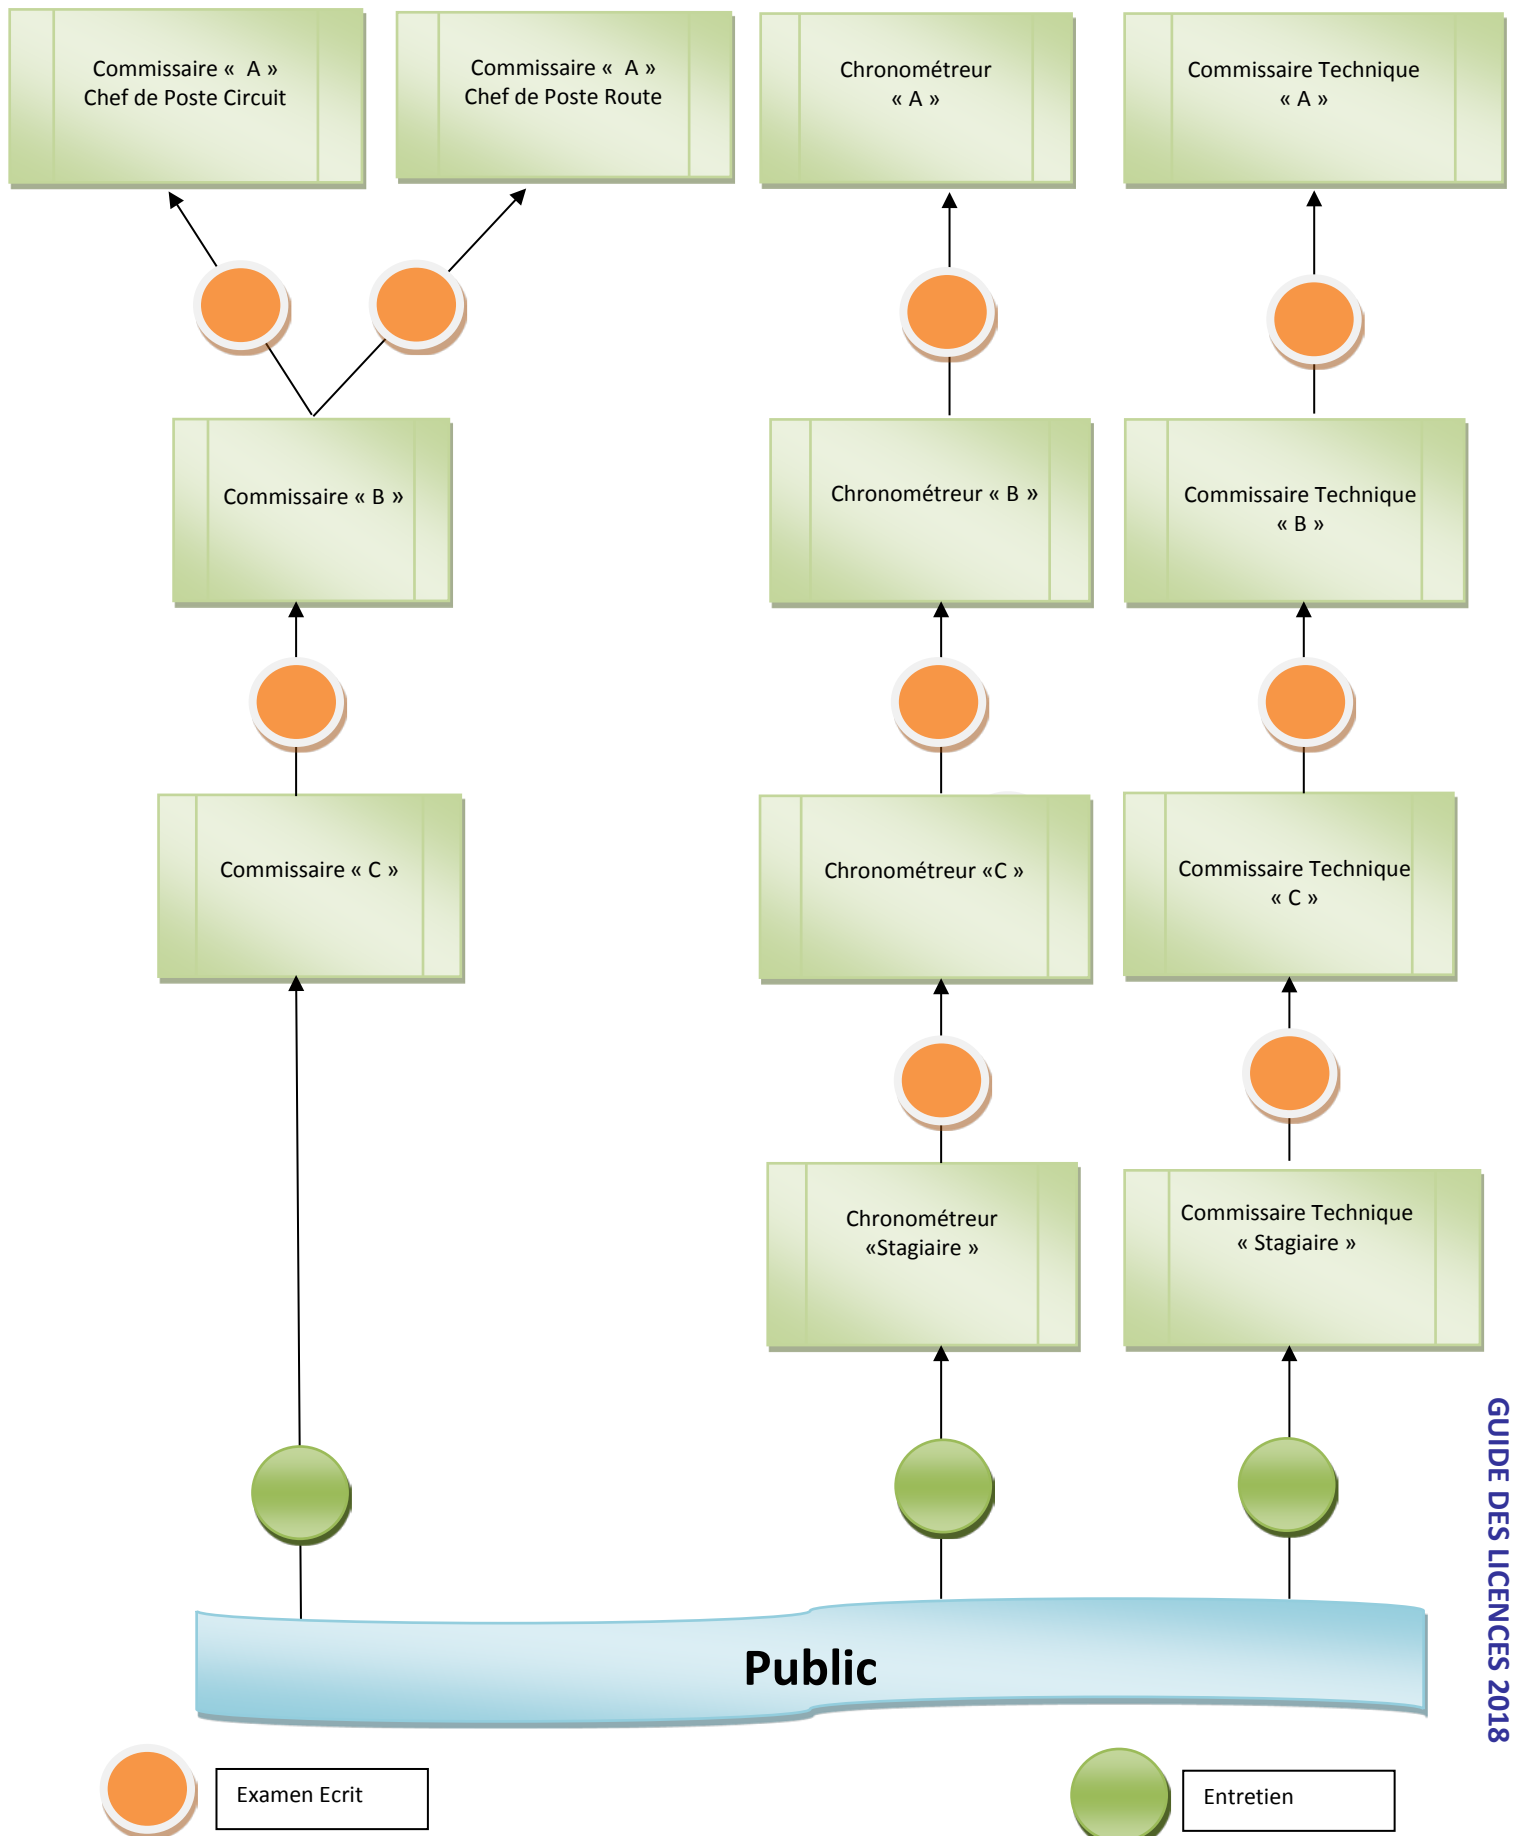 Commissaire «  A »
Chef de Poste Circuit
Commissaire «  A »
Chef de Poste Route
Chronométreur
« A »
Commissaire Technique
« A »
Commissaire « B »
Chronométreur « B »
Commissaire Technique
« B »
Commissaire « C »
Chronométreur «C »
Commissaire Technique
« C »
Chronométreur
«Stagiaire »
Commissaire Technique
« Stagiaire »
GUIDE DES LICENCES 2018
Public
Examen Ecrit
Entretien